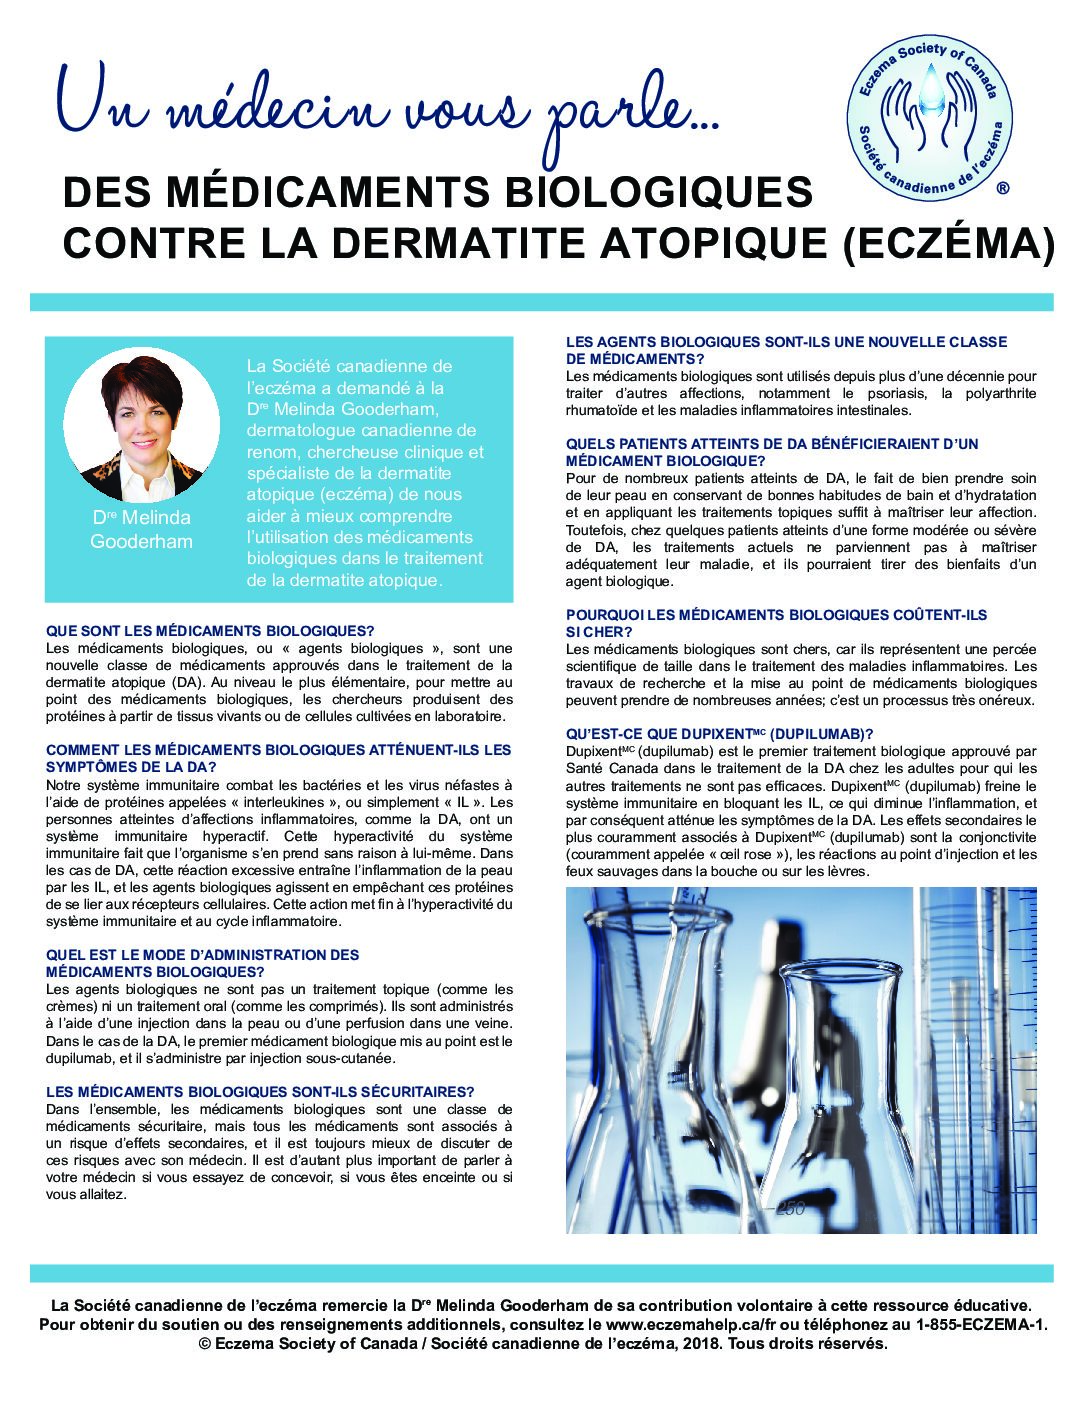 Un médecin vous parle...
Eczema Society of Canada
Société canadienne de l'eczéma
®
DES MÉDICAMENTS BIOLOGIQUES
CONTRE LA DERMATITE ATOPIQUE (ECZÉMA)
Dre Melinda
Gooderham
La Société canadienne de
l'eczéma a demandé à la
Dre Melinda Gooderham,
dermatologue canadienne de
renom, chercheuse clinique et
spécialiste de la dermatite
atopique (eczéma) de nous
aider à mieux comprendre
l'utilisation des médicaments
biologiques dans le traitement
de la dermatite atopique.
QUE SONT LES MÉDICAMENTS BIOLOGIQUES?
Les médicaments biologiques, ou « agents biologiques », sont une
nouvelle classe de médicaments approuvés dans le traitement de la
dermatite atopique (DA). Au niveau le plus élémentaire, pour mettre au
point des médicaments biologiques, les chercheurs produisent des
protéines à partir de tissus vivants ou de cellules cultivées en laboratoire.
COMMENT LES MÉDICAMENTS BIOLOGIQUES ATTÉNUENT-ILS LES
SYMPTÔMES DE LA DA?
Notre système immunitaire combat les bactéries et les virus néfastes à
l'aide de protéines appelées « interleukines », ou simplement « IL ». Les
personnes atteintes d'affections inflammatoires, comme la DA, ont un
système immunitaire hyperactif. Cette hyperactivité du système
immunitaire fait que l'organisme s'en prend sans raison à lui-même. Dans
les cas de DA, cette réaction excessive entraîne l'inflammation de la peau
par les IL, et les agents biologiques agissent en empêchant ces protéines
de se lier aux récepteurs cellulaires. Cette action met fin à l'hyperactivité du
système immunitaire et au cycle inflammatoire.
QUEL EST LE MODE D'ADMINISTRATION DES
MÉDICAMENTS BIOLOGIQUES?
Les agents biologiques ne sont pas un traitement topique (comme les
crèmes) ni un traitement oral (comme les comprimés). Ils sont administrés
à l'aide d'une injection dans la peau ou d'une perfusion dans une veine.
Dans le cas de la DA, le premier médicament biologique mis au point est le
dupilumab, et il s'administre par injection sous-cutanée.
LES MÉDICAMENTS BIOLOGIQUES SONT-ILS SÉCURITAIRES?
Dans l'ensemble, les médicaments biologiques sont une classe de
médicaments sécuritaire, mais tous les médicaments sont associés à
un risque d'effets secondaires, et il est toujours mieux de discuter de
ces risques avec son médecin. Il est d'autant plus important de parler à
votre médecin si vous essayez de concevoir, si vous êtes enceinte ou si
vous allaitez.
LES AGENTS BIOLOGIQUES SONT-ILS UNE NOUVELLE CLASSE
DE MÉDICAMENTS?
Les médicaments biologiques sont utilisés depuis plus d'une décennie pour
traiter d'autres affections, notamment le psoriasis, la polyarthrite
rhumatoïde et les maladies inflammatoires intestinales.
QUELS PATIENTS ATTEINTS DE DA BÉNÉFICIERAIENT D'UN
MÉDICAMENT BIOLOGIQUE?
Pour de nombreux patients atteints de DA, le fait de bien prendre soin
de leur peau en conservant de bonnes habitudes de bain et d'hydratation
et en appliquant les traitements topiques suffit à maîtriser leur affection.
Toutefois, chez quelques patients atteints d'une forme modérée ou sévère
de DA, les traitements actuels ne parviennent pas à maîtriser
adéquatement leur maladie, et ils pourraient tirer des bienfaits d'un
agent biologique.
POURQUOI LES MÉDICAMENTS BIOLOGIQUES COÛTENT-ILS
SI CHER?
Les médicaments biologiques sont chers, car ils représentent une percée
scientifique de taille dans le traitement des maladies inflammatoires. Les
travaux de recherche et la mise au point de médicaments biologiques
peuvent prendre de nombreuses années; c'est un processus très onéreux.
QU'EST-CE QUE DUPIXENTMC (DUPILUMAB)?
DupixentMC (dupilumab) est le premier traitement biologique approuvé par
Santé Canada dans le traitement de la DA chez les adultes pour qui les
autres traitements ne sont pas efficaces. DupixentMC (dupilumab) freine le
système immunitaire en bloquant les IL, ce qui diminue l'inflammation, et
par conséquent atténue les symptômes de la DA. Les effets secondaires le
plus couramment associés à DupixentMC (dupilumab) sont la conjonctivite
(couramment appelée « œil rose »), les réactions au point d'injection et les
feux sauvages dans la bouche ou sur les lèvres.
250
250
La Société canadienne de l'eczéma remercie la Dre Melinda Gooderham de sa contribution volontaire à cette ressource éducative.
Pour obtenir du soutien ou des renseignements additionnels, consultez le www.eczemahelp.ca/fr ou téléphonez au 1-855-ECZEMA-1.
© Eczema Society of Canada / Société canadienne de l'eczéma, 2018. Tous droits réservés.